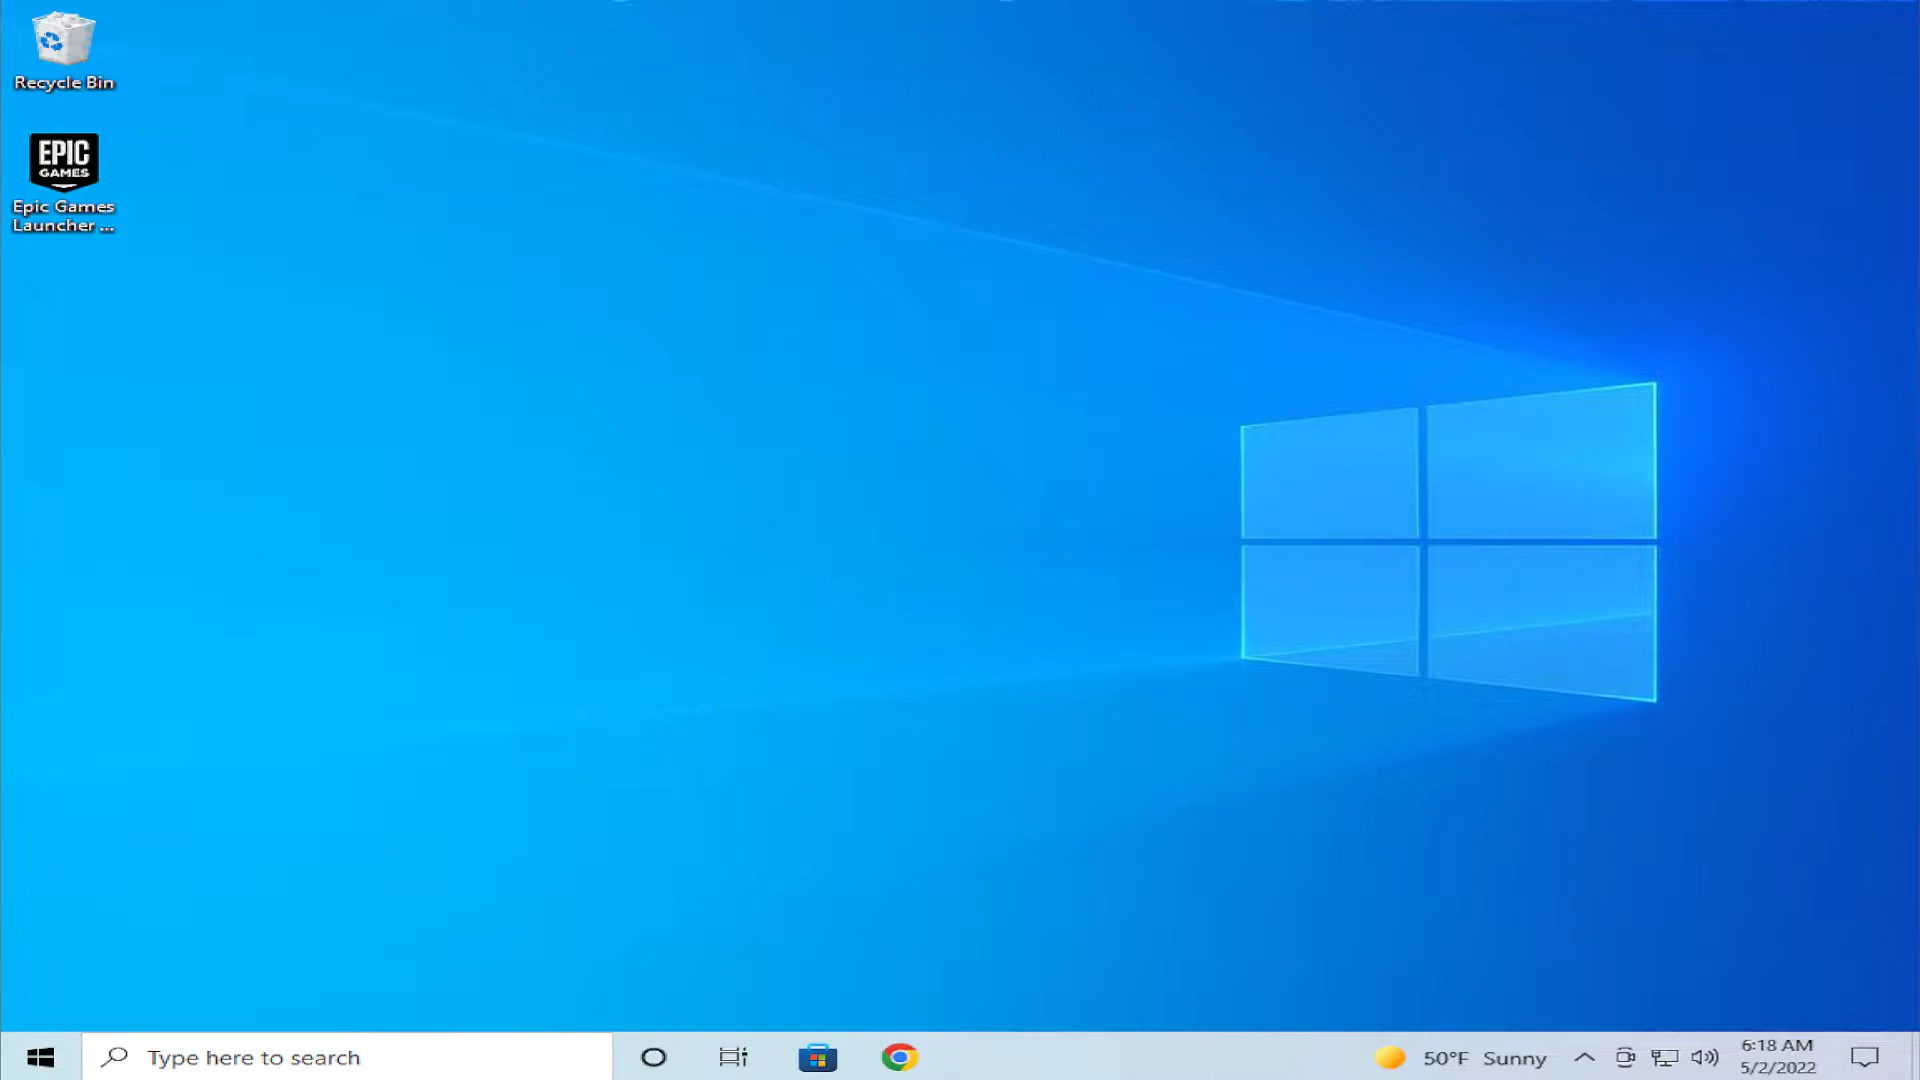 Recycle Bin
EPIC
GAMES
Epic Games
Launcher ...
Type here to search
50°F Sunny
6:18 AM
5/2/2022